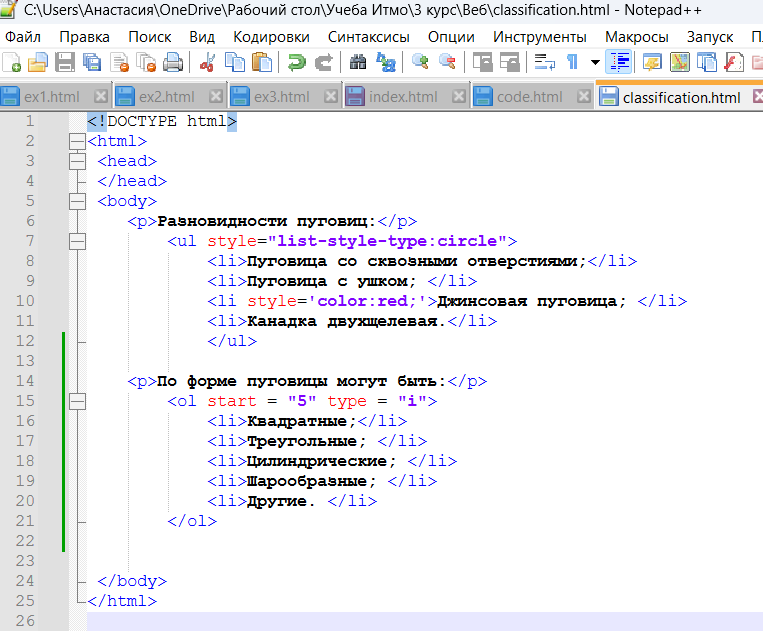 C:\Users\Анастасия\OneDrive\Рабочий стол\Учеба Итмо\3 курс\Веб\classification.html - Notepad++
Файл Правка Поиск Вид Кодировки Синтаксисы Опции Инструменты Макросы Запуск
ex1.html ex2.html ex3.html index.html code.html classification.html
1 <!DOCTYPE html>
2 <html>
3 <head>
4 </head>
5 <body>
6 <p>Разновидности пуговиц:</p>
7 <ul style="list-style-type:circle">
8 <li>Пуговица со сквозными отверстиями;</li>
9 <li>Пуговица с ушком; </li>
10 <li style='color:red;'>Джинсовая пуговица; </li>
11 <li>Канадка двухщелевая.</li>
12 </ul>
13
14 <p>По форме пуговицы могут быть:</p>
15 <ol start = "5" type = "i">
16 <li>Квадратные;</li>
17 <li>Треугольные; </li>
18 <li>Цилиндрические; </li>
19 <li>Шарообразные; </li>
20 <li>Другие. </li>
21 </ol>
22
23
24 </body>
25 </html>
26